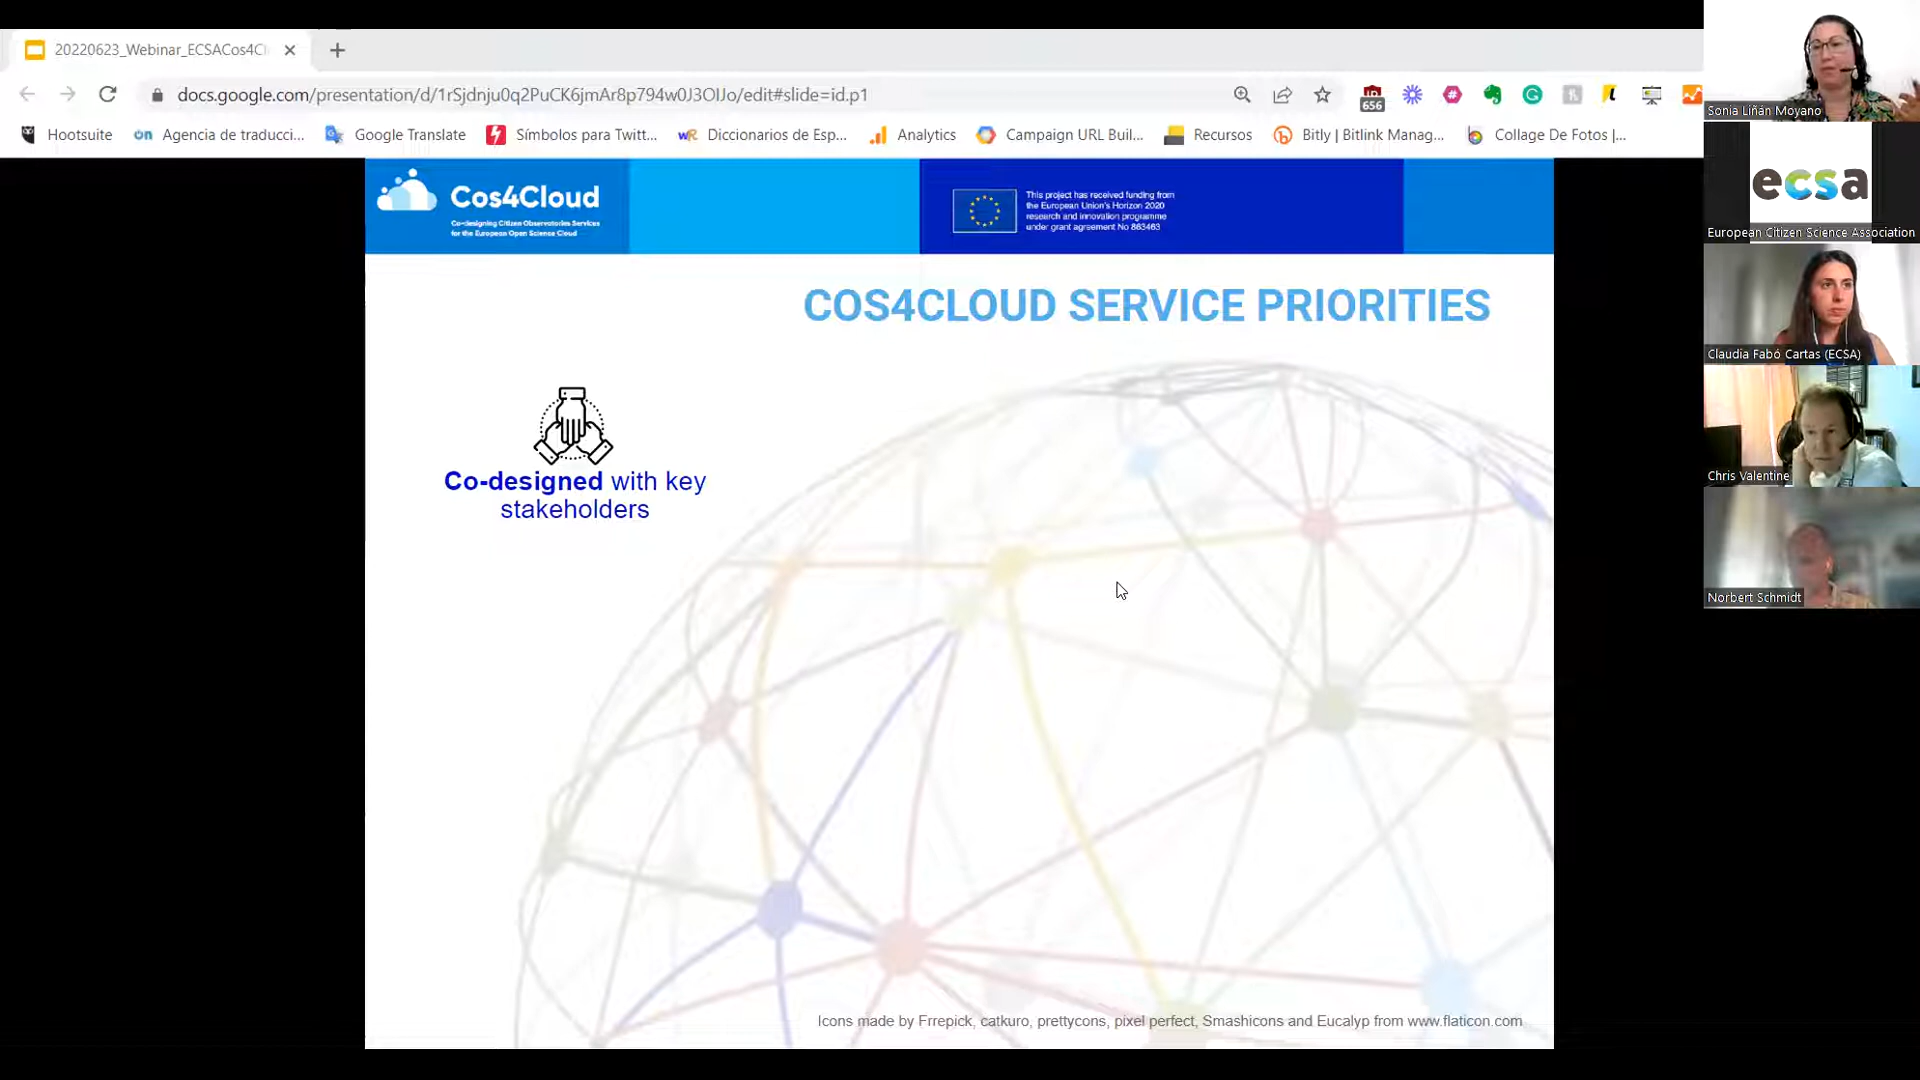 20220623_Webinar_ECSACos4Cl
docs.google.com/presentation/d/1rSjdnju0q2PuCK6jmAr8p794w0J3OIJo/edit#slide=id.p1
656
Hootsuite
Agencia de traducci...
Google Translate
Símbolos para Twitt...
Diccionarios de Esp...
Analytics
Campaign URL Buil...
Recursos
Bitly | Bitlink Manag...
Collage De Fotos |...
Cos4Cloud
Co-designing Citizen Observatories Services
for the European Open Science Cloud
This project has received funding from
the European Union's Horizon 2020
research and innovation programme
under grant agreement No 863463
COS4CLOUD SERVICE PRIORITIES
Co-designed with key
stakeholders
Icons made by Frrepick, catkuro, prettycons, pixel perfect, Smashicons and Eucalyp from www.flaticon.com
Sonia Liñán Moyano
ecsa
European Citizen Science Association
Claudia Fabó Cartas (ECSA)
Chris Valentine
Norbert Schmidt